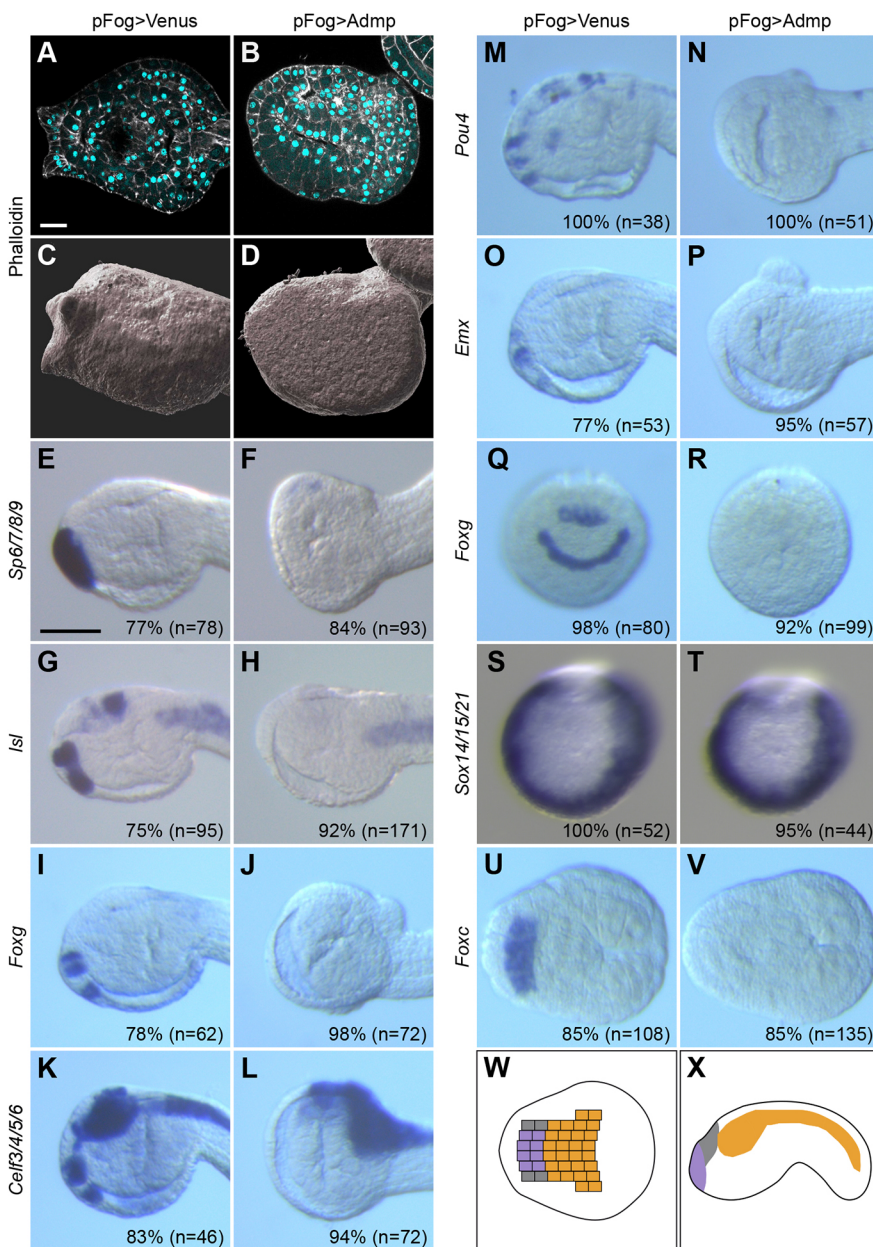 pFog>Venus pFog>Admp
Phalloidin
A B
C D
Sp6/7/8/9
E F
77% (n=78) 84% (n=93)
Isl
G H
75% (n=95) 92% (n=171)
Foxg
I J
78% (n=62) 98% (n=72)
Celf3/4/5/6
K L
83% (n=46) 94% (n=72)
pFog>Venus pFog>Admp
Pou4
M N
100% (n=38) 100% (n=51)
Emx
O P
77% (n=53) 95% (n=57)
Foxg
Q R
98% (n=80) 92% (n=99)
Sox14/15/21
S T
100% (n=52) 95% (n=44)
Foxc
U V
85% (n=108) 85% (n=135)
W X